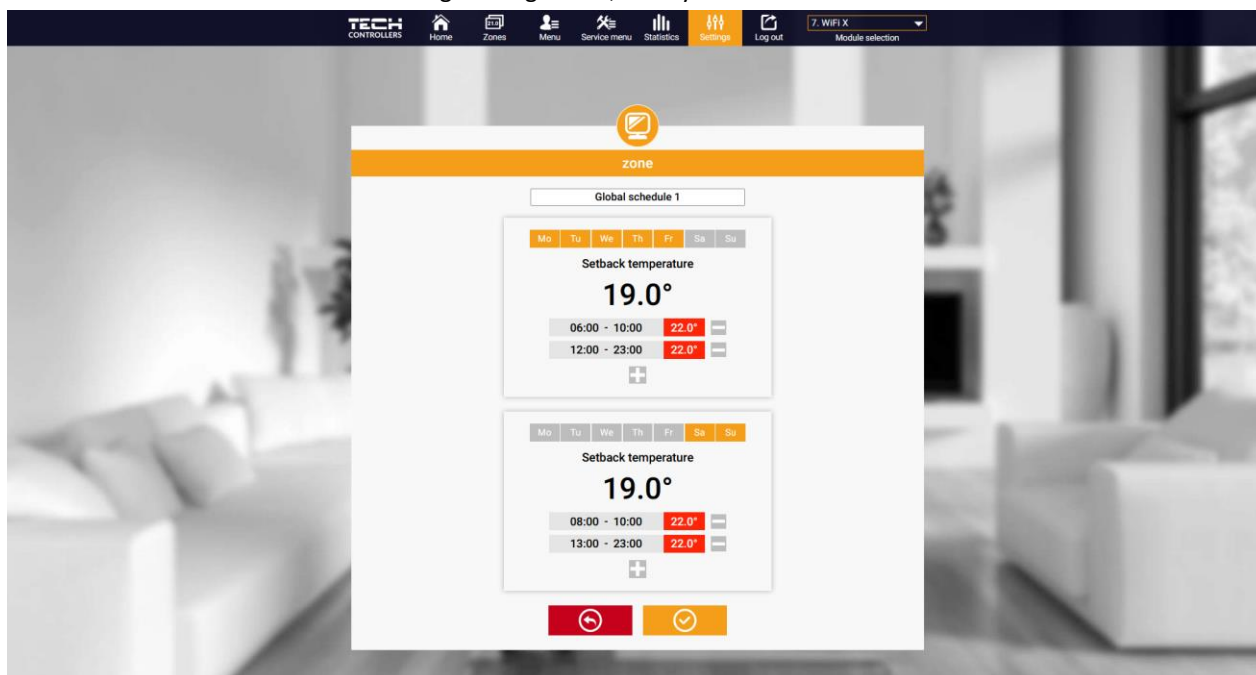 TECH
CONTROLLERS
Home
21.0
Zones
Menu
Service menu
Statistics
Settings
Log out
7. WIFI X
Module selection
zone
Global schedule 1
Mo Tu We Th Fr Sa Su
Setback temperature
19.0°
06:00 - 10:00 22.0°
12:00 - 23:00 22.0°
Mo Tu We Th Fr Sa Su
Setback temperature
19.0°
08:00 - 10:00 22.0°
13:00 - 23:00 22.0°